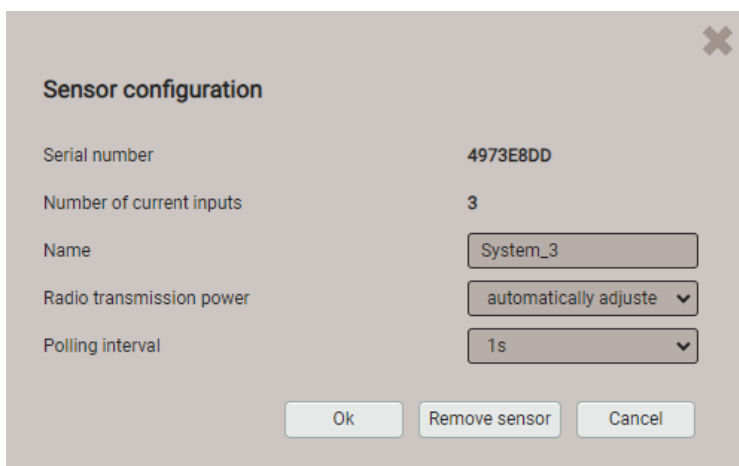 Sensor configuration
Serial number 4973E8DD
Number of current inputs 3
Name System_3
Radio transmission power automatically adjuste
Polling interval 1s
Ok Remove sensor Cancel